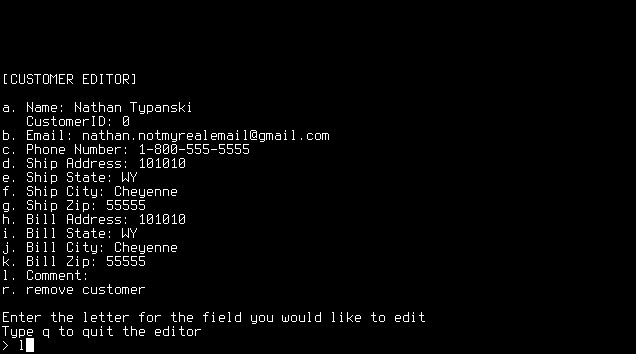 [CUSTOMER EDITOR]
a. Name: Nathan Typanski
CustomerID: 0
b. Email: nathan.notmyrealemail@gmail.com
c. Phone Number: 1-800-555-5555
d. Ship Address: 101010
e. Ship State: WY
f. Ship City: Cheyenne
g. Ship Zip: 55555
h. Bill Address: 101010
i. Bill State: WY
j. Bill City: Cheyenne
k. Bill Zip: 55555
l. Comment:
r. remove customer
Enter the letter for the field you would like to edit
Type q to quit the editor
> l